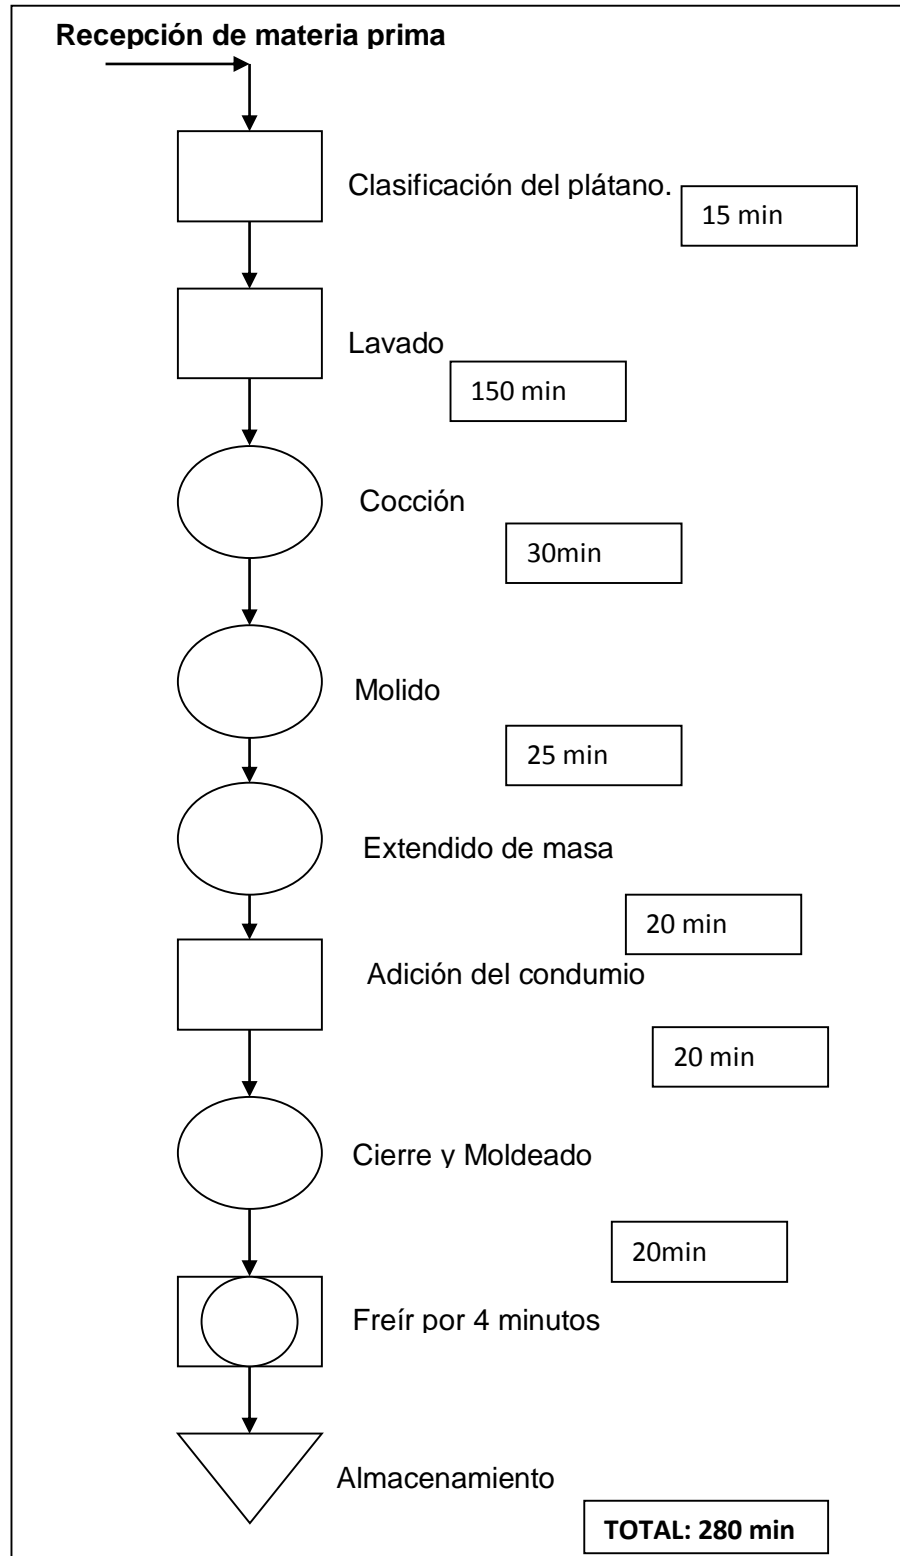 Recepción de materia prima
Clasificación del plátano.
15 min
Lavado
150 min
Cocción
30min
Molido
25 min
Extendido de masa
20 min
Adición del condumio
20 min
Cierre y Moldeado
20min
Freír por 4 minutos
Almacenamiento
TOTAL: 280 min